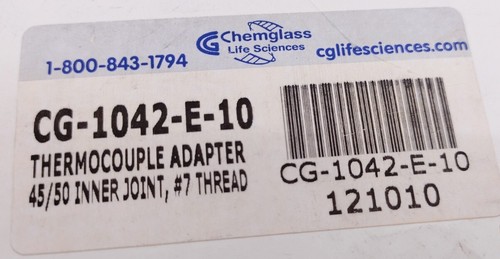 Chemglass
Life Sciences
1-800-843-1794
cglifesciences.com
CG-1042-E-10
THERMOCOUPLE ADAPTER
45/50 INNER JOINT, #7 THREAD
CG-1042-E-10
121010